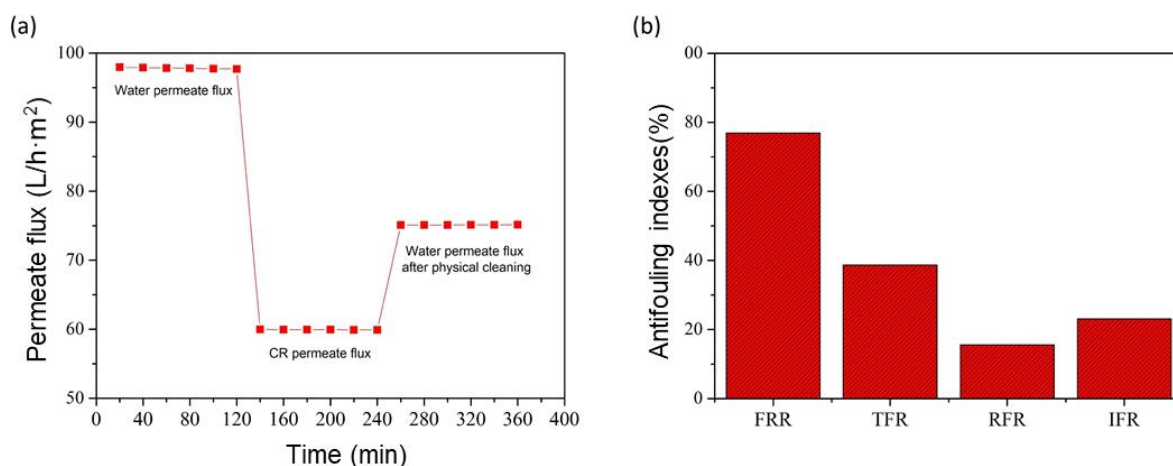 (a)
100
90
80
70
60
50
Permeate flux (L/h·m²)
Water permeate flux
CR permeate flux
Water permeate flux
after physical cleaning
0 40 80 120 160 200 240 280 320 360 400
Time (min)
(b)
00
80
60
40
20
0
Antifouling indexes(%)
FRR TFR RFR IFR